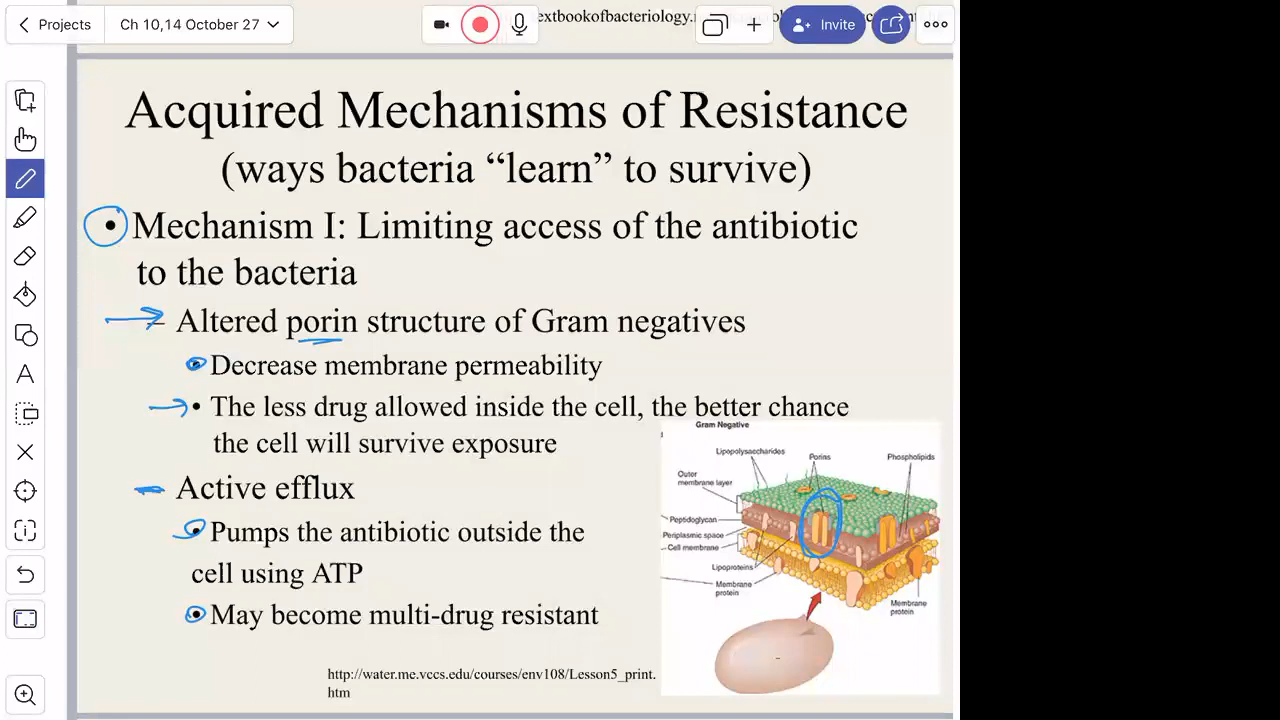 Projects
Ch 10,14 October 27
Invite
Acquired Mechanisms of Resistance
(ways bacteria “learn” to survive)
• Mechanism I: Limiting access of the antibiotic
to the bacteria
– Altered porin structure of Gram negatives
• Decrease membrane permeability
• The less drug allowed inside the cell, the better chance
the cell will survive exposure
– Active efflux
• Pumps the antibiotic outside the
cell using ATP
• May become multi-drug resistant
Gram Negative
Lipopolysaccharides
Porins
Phospholipids
Outer
membrane layer
Peptidoglycan
Periplasmic space
Cell membrane
Lipoproteins
Membrane
protein
Membrane
protein
http://water.me.vccs.edu/courses/env108/Lesson5_print.
htm